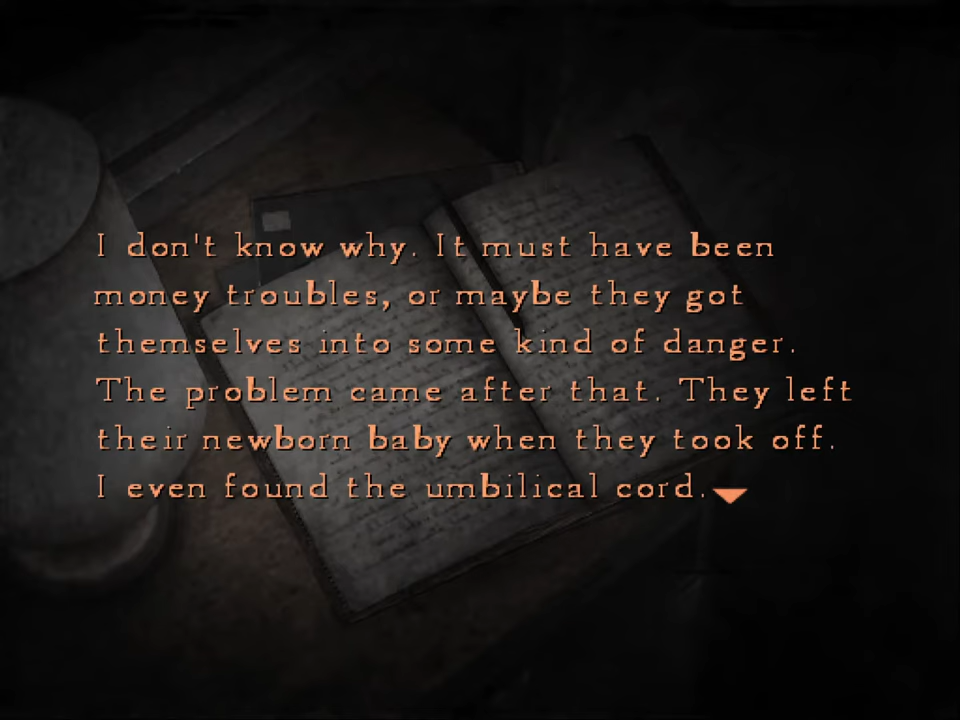 I don't know why. It must have been
money troubles, or maybe they got
themselves into some kind of danger.
The problem came after that. They left
their newborn baby when they took off.
I even found the umbilical cord.